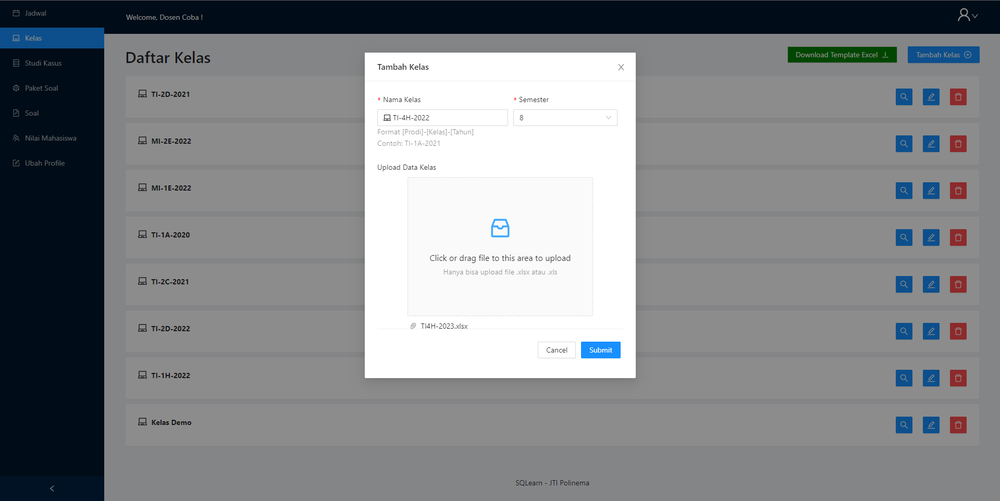 Jadwal
Kelas
Studi Kasus
Paket Soal
Soal
Nilai Mahasiswa
Ubah Profile
Welcome, Dosen Coba !
Daftar Kelas
Download Template Excel
Tambah Kelas
TI-2D-2021
MI-2E-2022
MI-1E-2022
TI-1A-2020
TI-2C-2021
TI-2D-2022
TI-1H-2022
Kelas Demo
Tambah Kelas
* Nama Kelas
* Semester
TI-4H-2022
8
Format [Prodi]-[Kelas]-[Tahun]
Contoh: TI-1A-2021
Upload Data Kelas
Click or drag file to this area to upload
Hanya bisa upload file .xlsx atau .xls
TI4H-2023.xlsx
Cancel
Submit
SQLearn - JTI Polinema